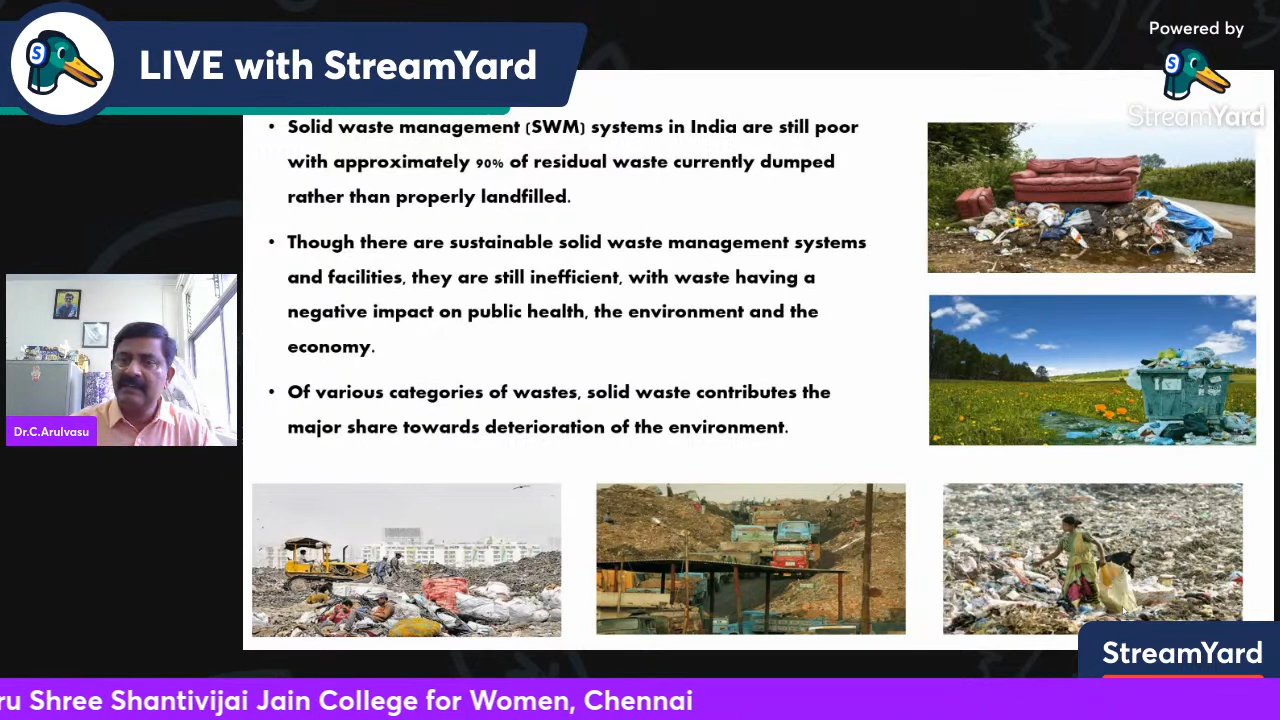 LIVE with StreamYard
Powered by
StreamYard
• Solid waste management (SWM) systems in India are still poor
with approximately 90% of residual waste currently dumped
rather than properly landfilled.
• Though there are sustainable solid waste management systems
and facilities, they are still inefficient, with waste having a
negative impact on public health, the environment and the
economy.
• Of various categories of wastes, solid waste contributes the
major share towards deterioration of the environment.
Dr.C.Arulvasu
StreamYard
ru Shree Shantivijai Jain College for Women, Chennai